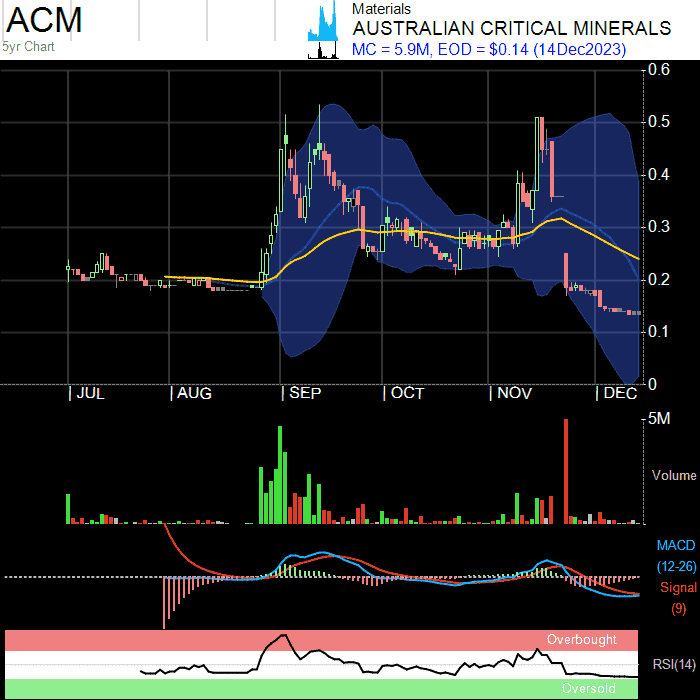 ACM
5yr Chart
Materials
AUSTRALIAN CRITICAL MINERALS
MC = 5.9M, EOD = $0.14 (14Dec2023)
0.6
0.5
0.4
0.3
0.2
0.1
0
| JUL | AUG | SEP | OCT | NOV | DEC
5M
Volume
MACD
(12-26)
Signal
(9)
Overbought
RSI(14)
Oversold